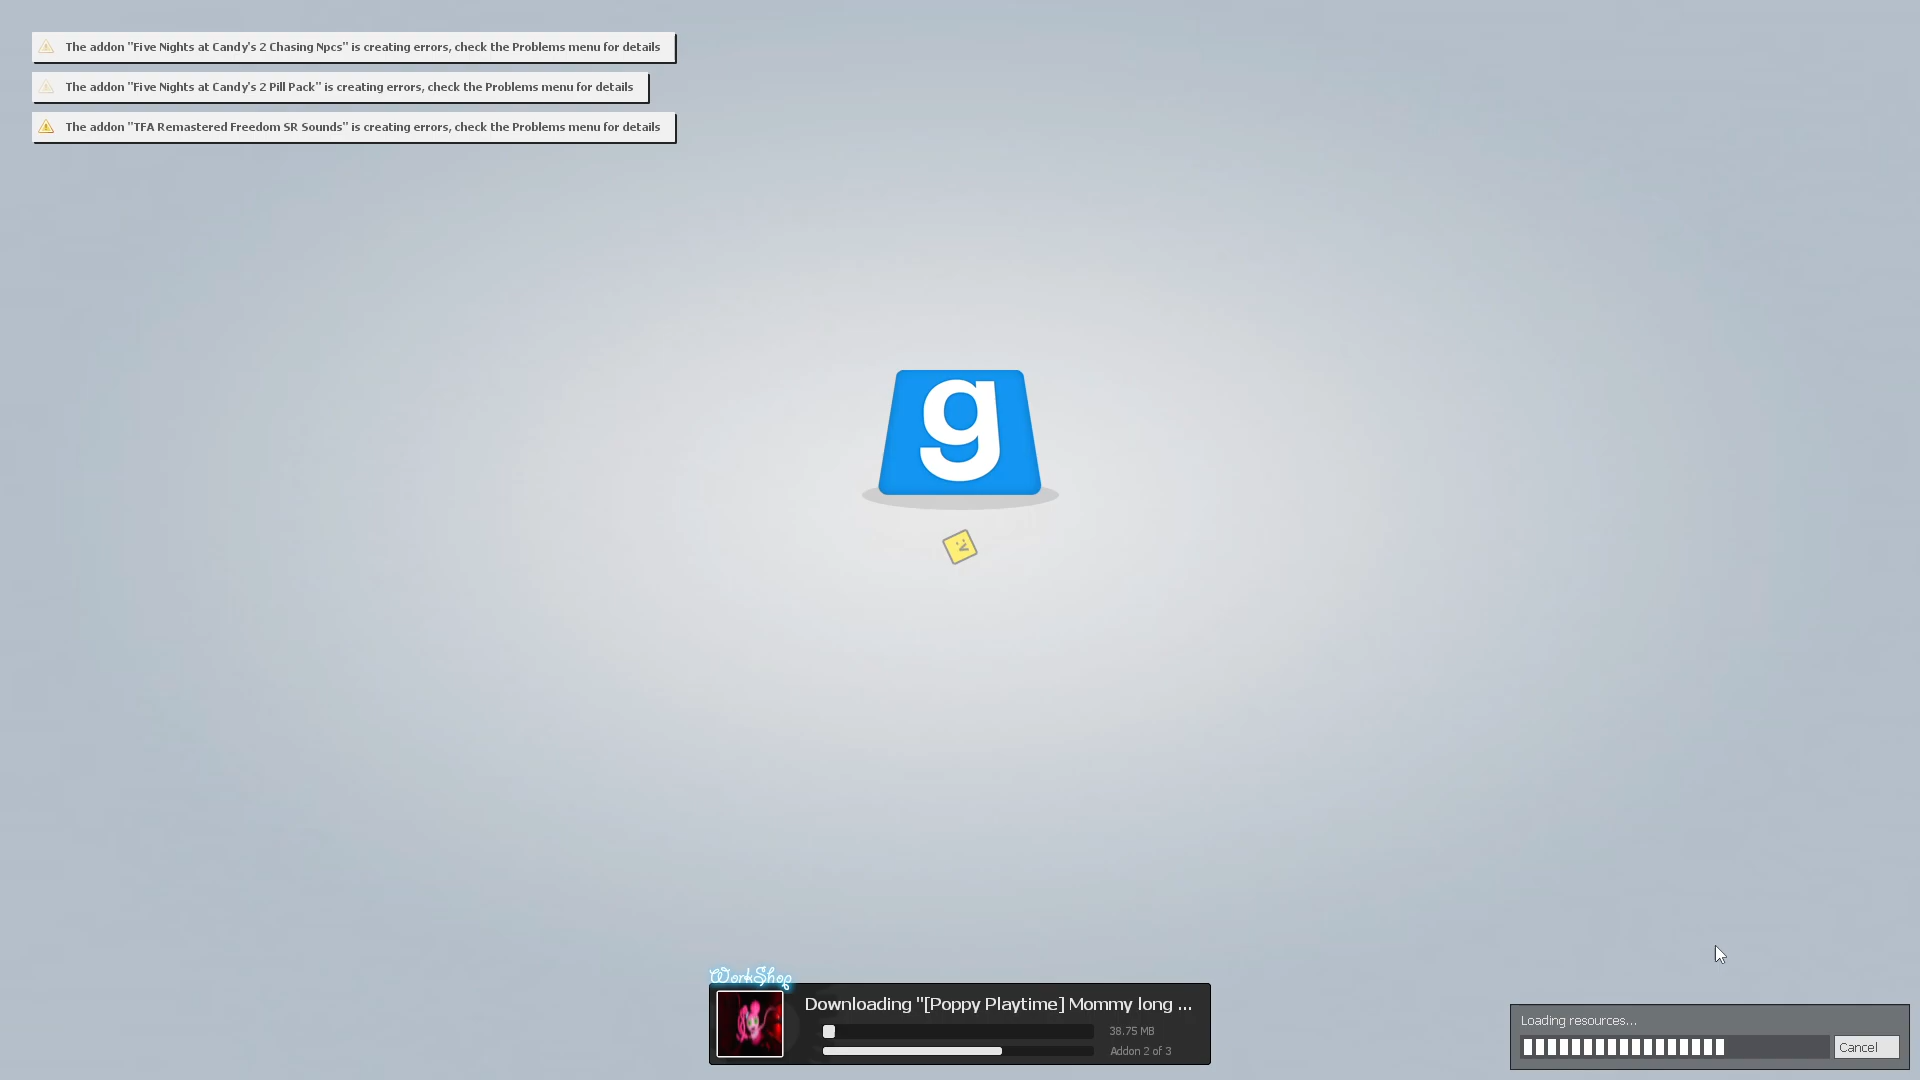 The addon "Five Nights at Candy's 2 Chasing Npcs" is creating errors, check the Problems menu for details
The addon "Five Nights at Candy's 2 Pill Pack" is creating errors, check the Problems menu for details
The addon "TFA Remastered Freedom SR Sounds" is creating errors, check the Problems menu for details
g
WorkShop
Downloading "[Poppy Playtime] Mommy long ...
38.75 MB
Addon 2 of 3
Loading resources...
Cancel